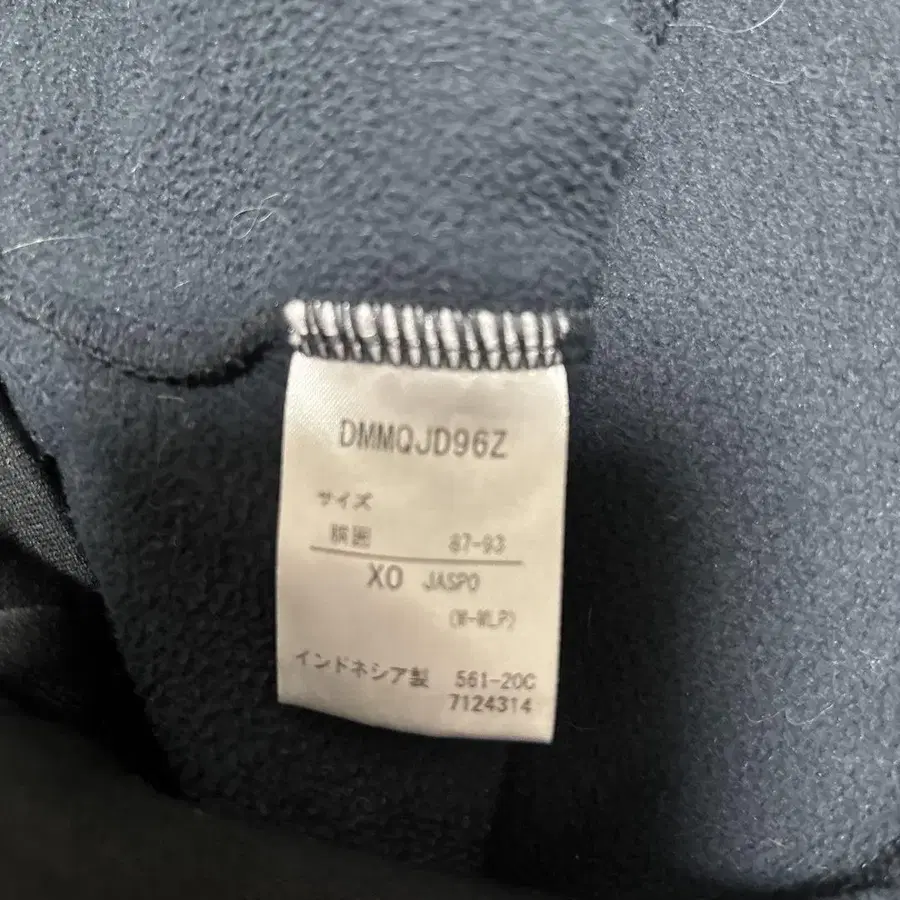 DMMQJD96Z
サイズ
胴囲 87-93
XO JASPO
(M-WLP)
インドネシア製 561-20C
7124314